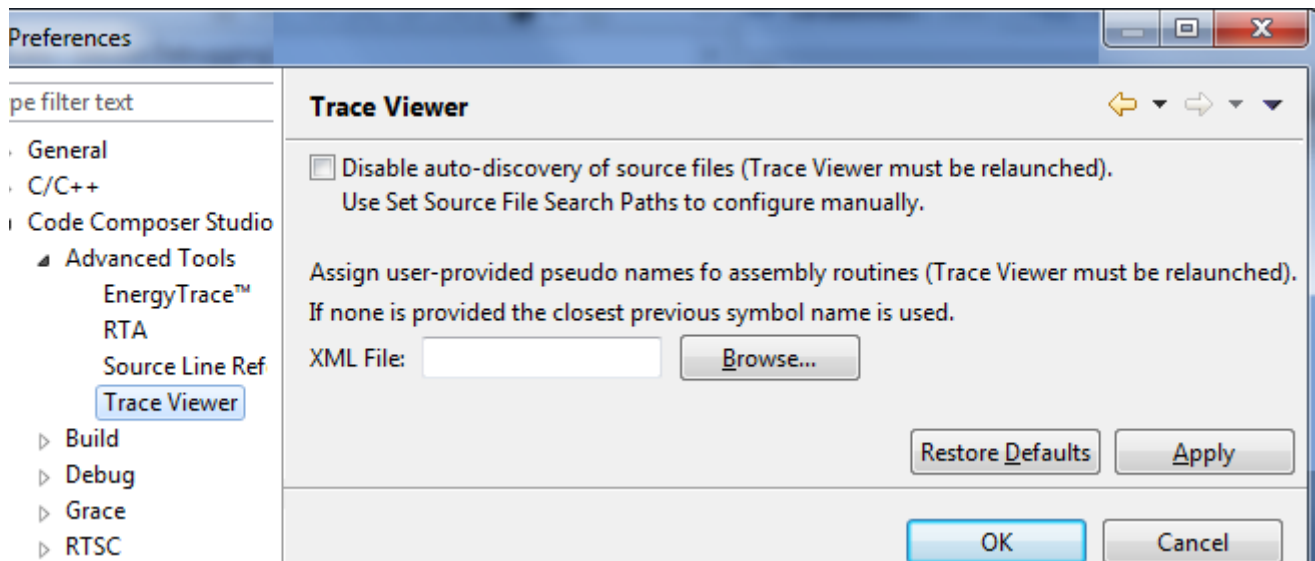 Preferences
pe filter text
General
C/C++
Code Composer Studio
Advanced Tools
EnergyTrace™
RTA
Source Line Ref
Trace Viewer
Build
Debug
Grace
RTSC
Trace Viewer
Disable auto-discovery of source files (Trace Viewer must be relaunched).
Use Set Source File Search Paths to configure manually.
Assign user-provided pseudo names fo assembly routines (Trace Viewer must be relaunched).
If none is provided the closest previous symbol name is used.
XML File:
Browse...
Restore Defaults
Apply
OK
Cancel